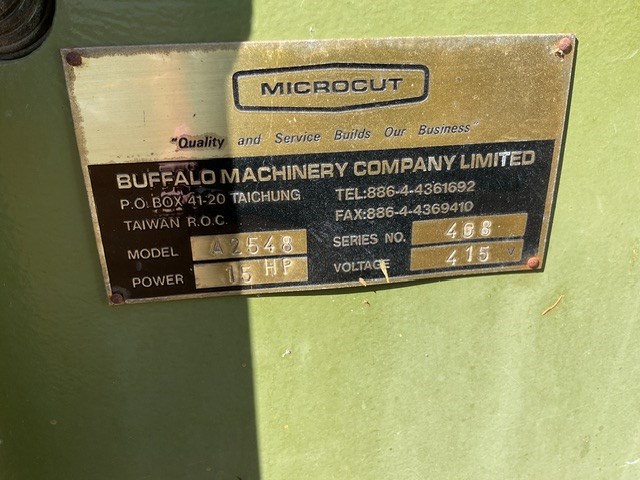 MICROCUT
"Quality and Service Builds Our Business"
BUFFALO MACHINERY COMPANY LIMITED
P.O. BOX 41-20 TAICHUNG TEL:886-4-4361692
TAIWAN R.O.C. FAX:886-4-4369410
MODEL A2548 SERIES NO.
POWER 15 HP VOLTAGE 415 V